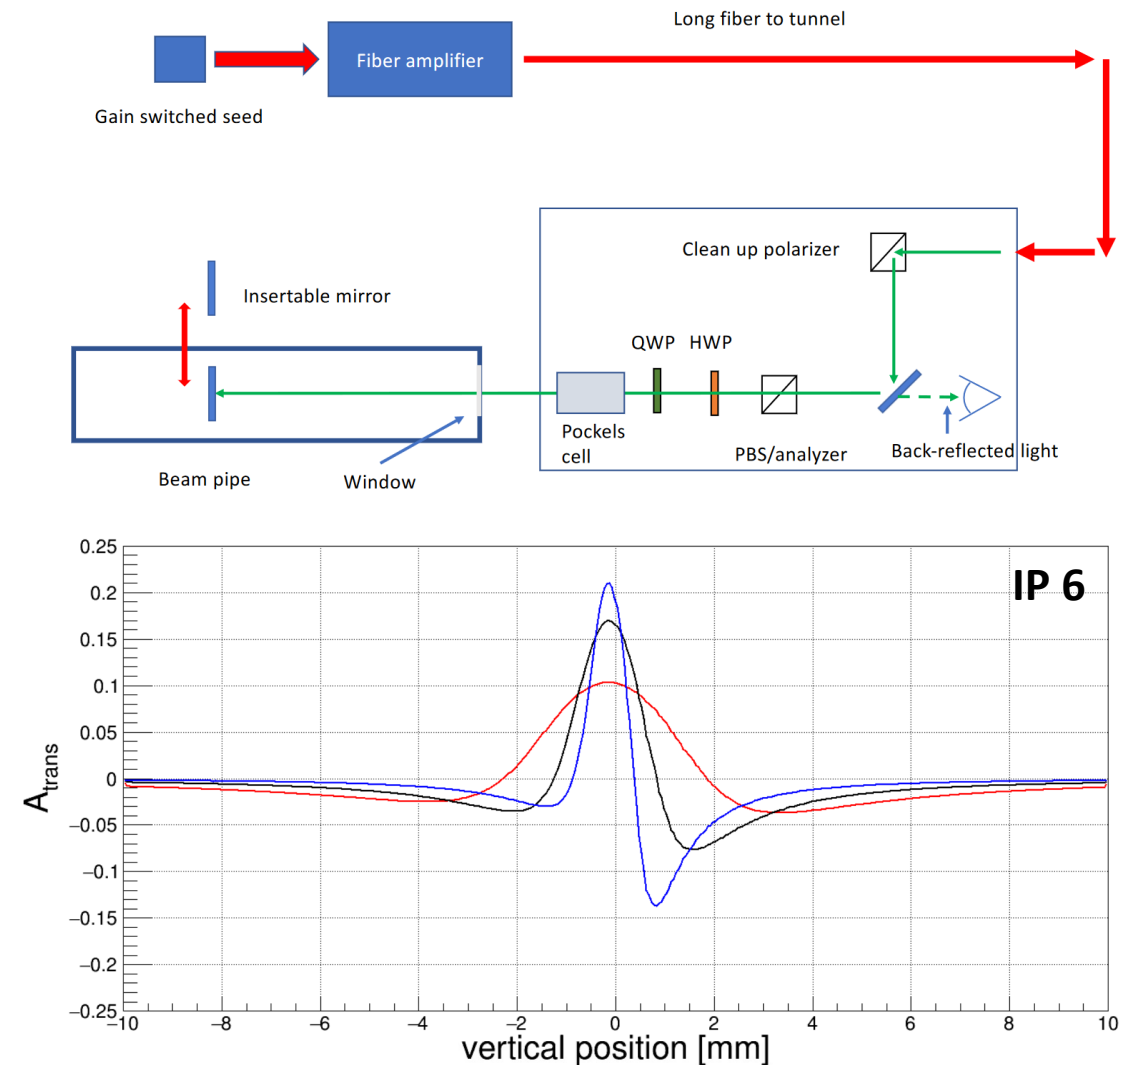 Long fiber to tunnel
Fiber amplifier
Gain switched seed
Clean up polarizer
Insertable mirror
QWP HWP
Pockels
cell
PBS/analyzer
Back-reflected light
Beam pipe
Window
IP 6
0.25
0.2
0.15
0.1
0.05
0
−0.05
−0.1
−0.15
−0.2
−0.25
A_trans
−10 −8 −6 −4 −2 0 2 4 6 8 10
vertical position [mm]